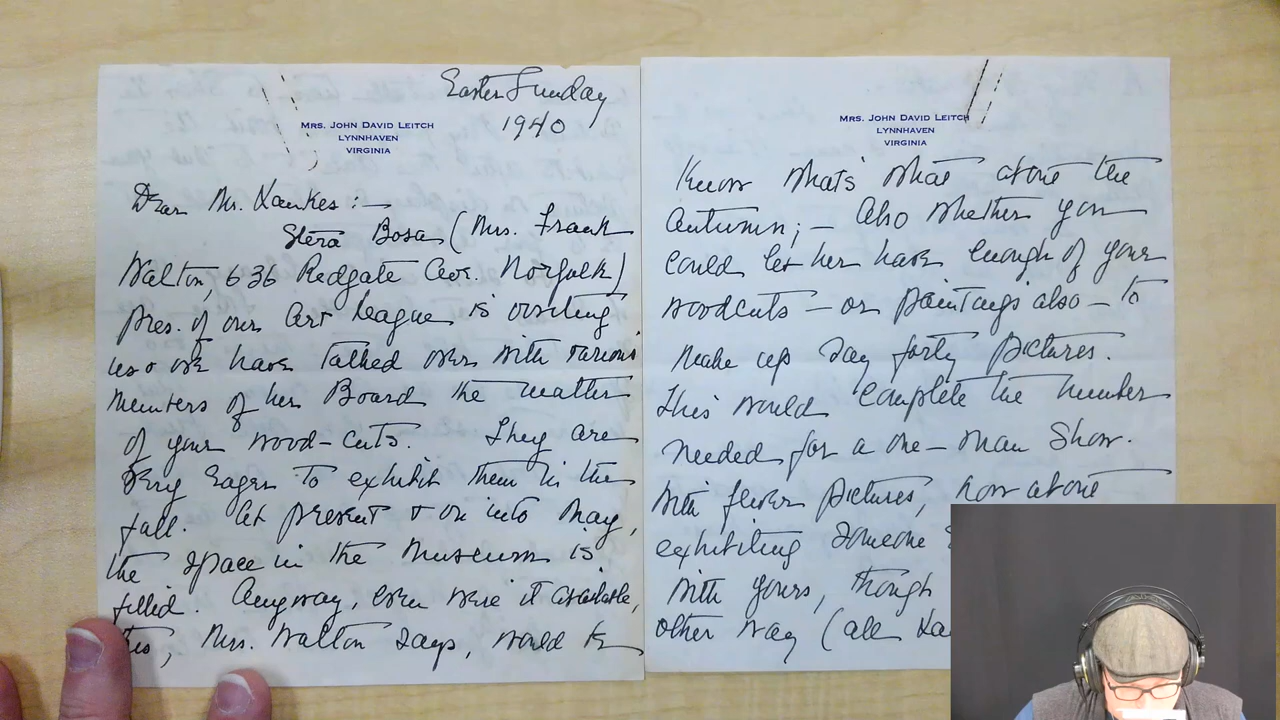 Easter Sunday
1940
MRS. JOHN DAVID LEITCH
LYNNHAVEN
VIRGINIA
Dear Mr. Lankes :—
Bosa (Mrs. Frank
Walton, 636 Redgate Ave. Norfolk)
pres. of our Art League is visiting
us & we have talked over with various
members of her Board the matter
of your wood-cuts. They are
very eager to exhibit them in the
fall. At present & on into May,
the space in the museum is
filled. Anyway, even were it available,
this, Mrs. Walton says, would be
MRS. JOHN DAVID LEITCH
LYNNHAVEN
VIRGINIA
Know what's what about the
autumn; — Also whether you
could let her have enough of your
woodcuts — or paintings also — to
make up say forty pictures.
This would complete the number
needed for a one-man show.
With fewer pictures, how about
exhibiting someone
with yours, though
other way (all